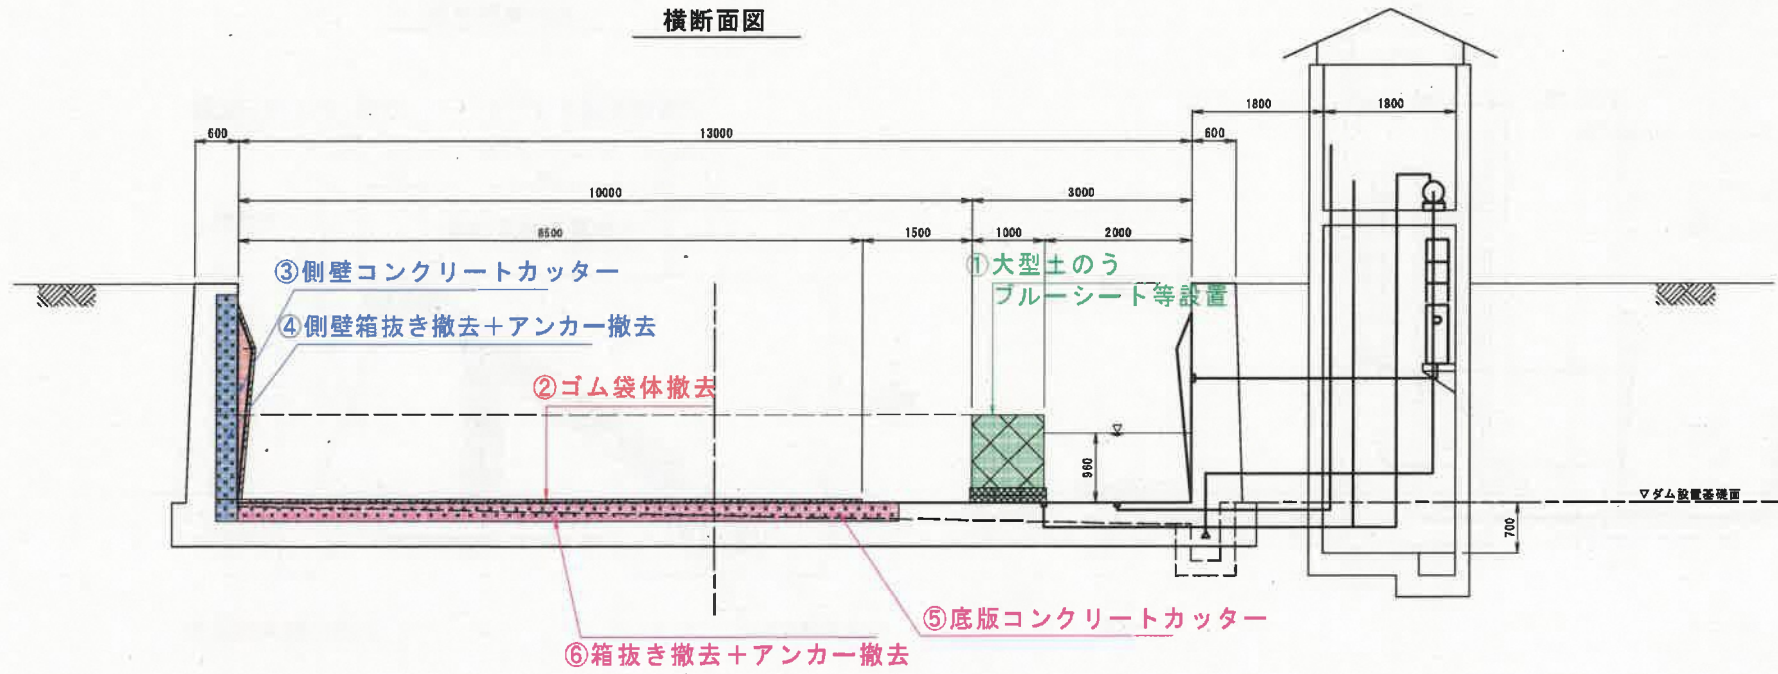 横断面図
1800
1800
600
13000
600
10000
3000
8500
1500
1000
2000
①大型土のう
ブルーシート等設置
③側壁コンクリートカッター
④側壁箱抜き撤去＋アンカー撤去
②ゴム袋体撤去
960
▽ダム設置基礎面
700
⑤底版コンクリートカッター
⑥箱抜き撤去＋アンカー撤去